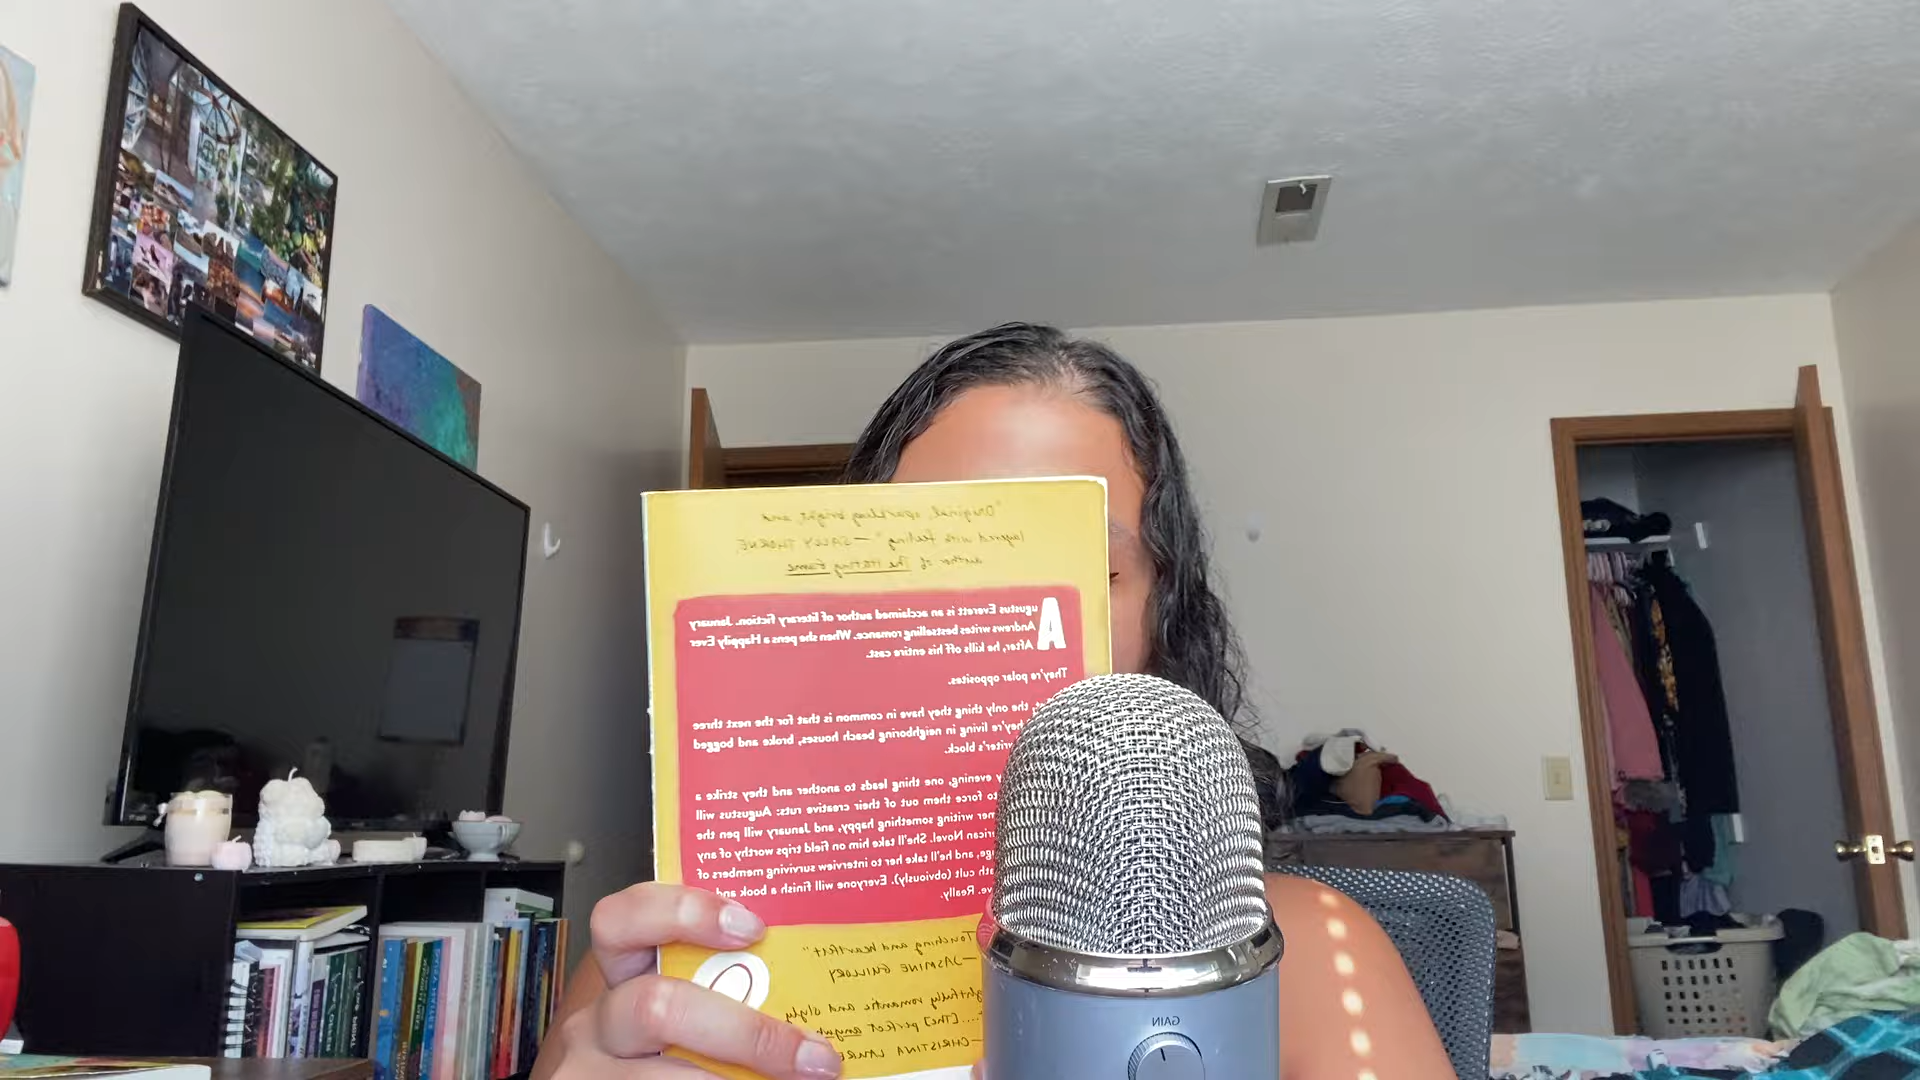 "Original, sparkling bright, and
layered with feeling." —SALLY THORNE,
author of The Hating Game
Augustus Everett is an acclaimed author of literary fiction. January
Andrews writes bestselling romance. When she pens a Happily Ever
After, he kills off his entire cast.
They're polar opposites.
the only thing they have in common is that for the next three
they're living in neighboring beach houses, broke and bogged
writer's block.
evening, one thing leads to another and they strike a
to force them out of their creative ruts: Augustus will
writing something happy, and January will pen the
Novel. She'll take him on field trips worthy of any
and he'll take her to interview surviving members of
cult (obviously). Everyone will finish a book and
Really.
Touching and heartfelt"
—JASMINE GUILLORY
romantic and slyly
[The] perfect
—CHRISTINA
GAIN